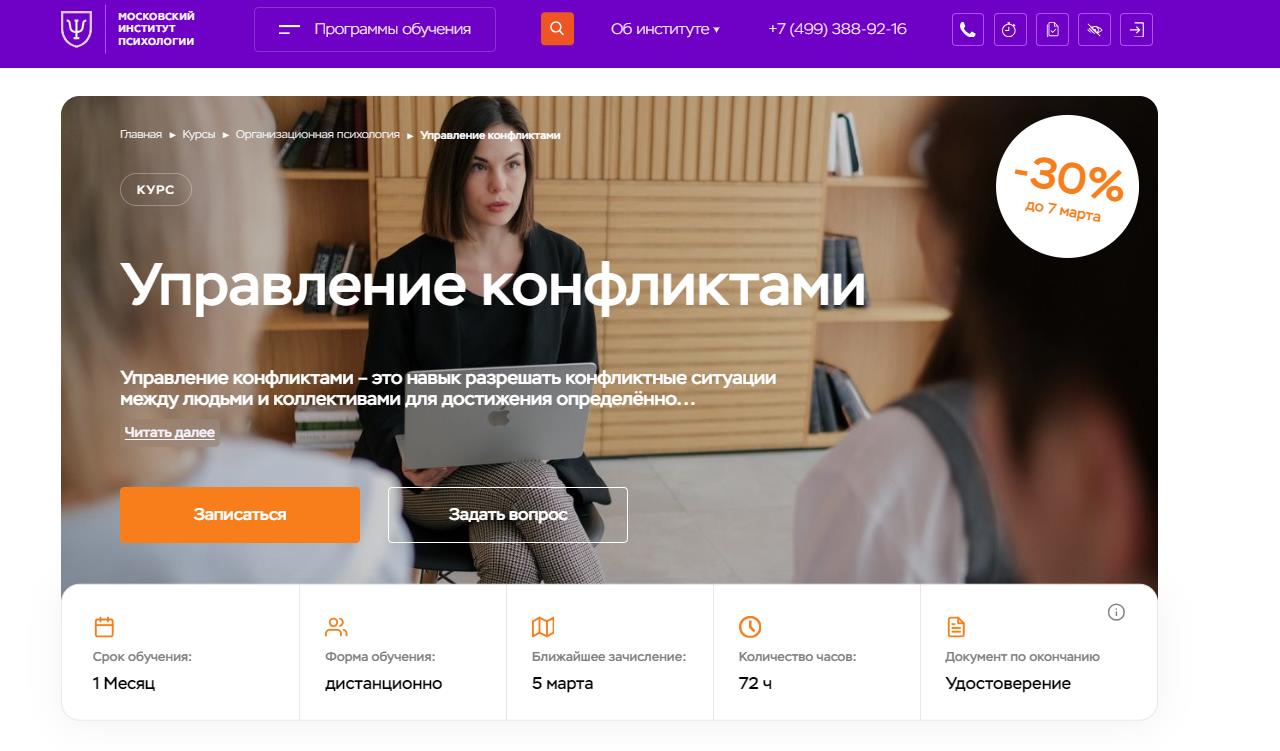 МОСКОВСКИЙ
ИНСТИТУТ
ПСИХОЛОГИИ
Программы обучения
Об институте ▾
+7 (499) 388-92-16
Главная ▸ Курсы ▸ Организационная психология ▸ Управление конфликтами
КУРС
-30%
до 7 марта
Управление конфликтами
Управление конфликтами – это навык разрешать конфликтные ситуации
между людьми и коллективами для достижения определённо…
Читать далее
Записаться
Задать вопрос
Срок обучения:
1 Месяц
Форма обучения:
дистанционно
Ближайшее зачисление:
5 марта
Количество часов:
72 ч
Документ по окончанию
Удостоверение